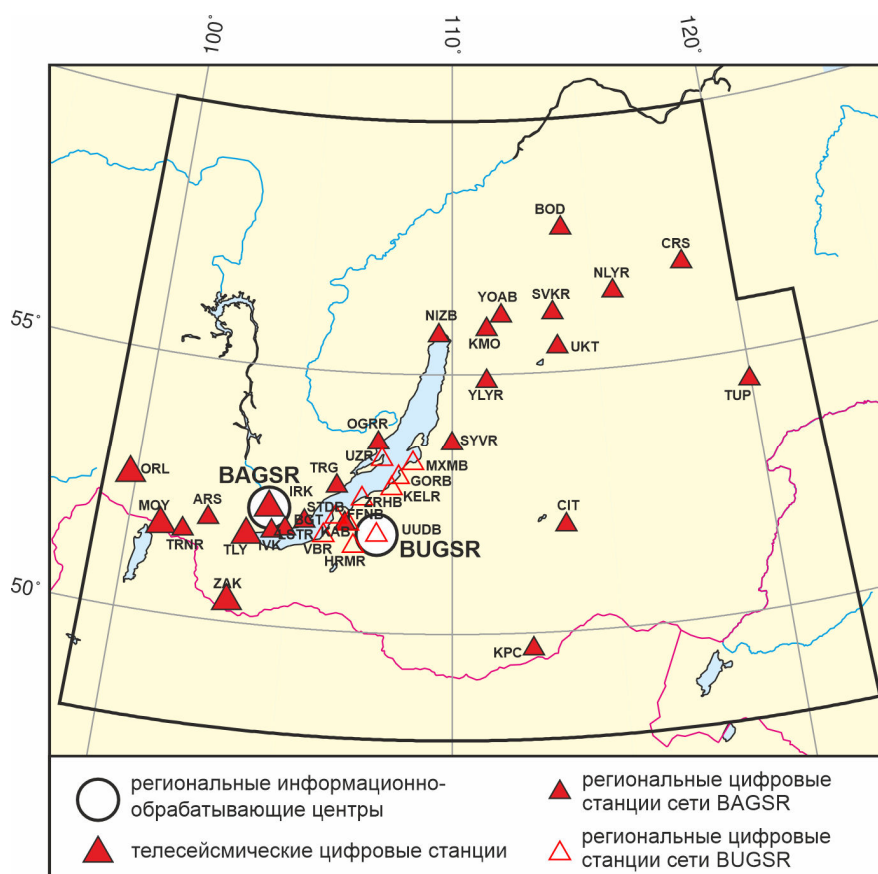 100°
110°
120°
BOD
CRS
NLYR
YOAB
SVKR
NIZB
55°
KMO
UKT
YLYR
TUP
OGRR
SYVR
UZR
MXMB
ORL
BAGSR
TRG
GORB
IRK
KELR
MOY
ARS
STDB
ZRHB
CIT
BGT
FFNB
TRNR
TLY
IVK
LSTR
KAB
UUDB
VBR
BUGSR
HRMR
50°
ZAK
KPC
региональные информационно-
обрабатывающие центры
телесейсмические цифровые станции
региональные цифровые
станции сети BAGSR
региональные цифровые
станции сети BUGSR